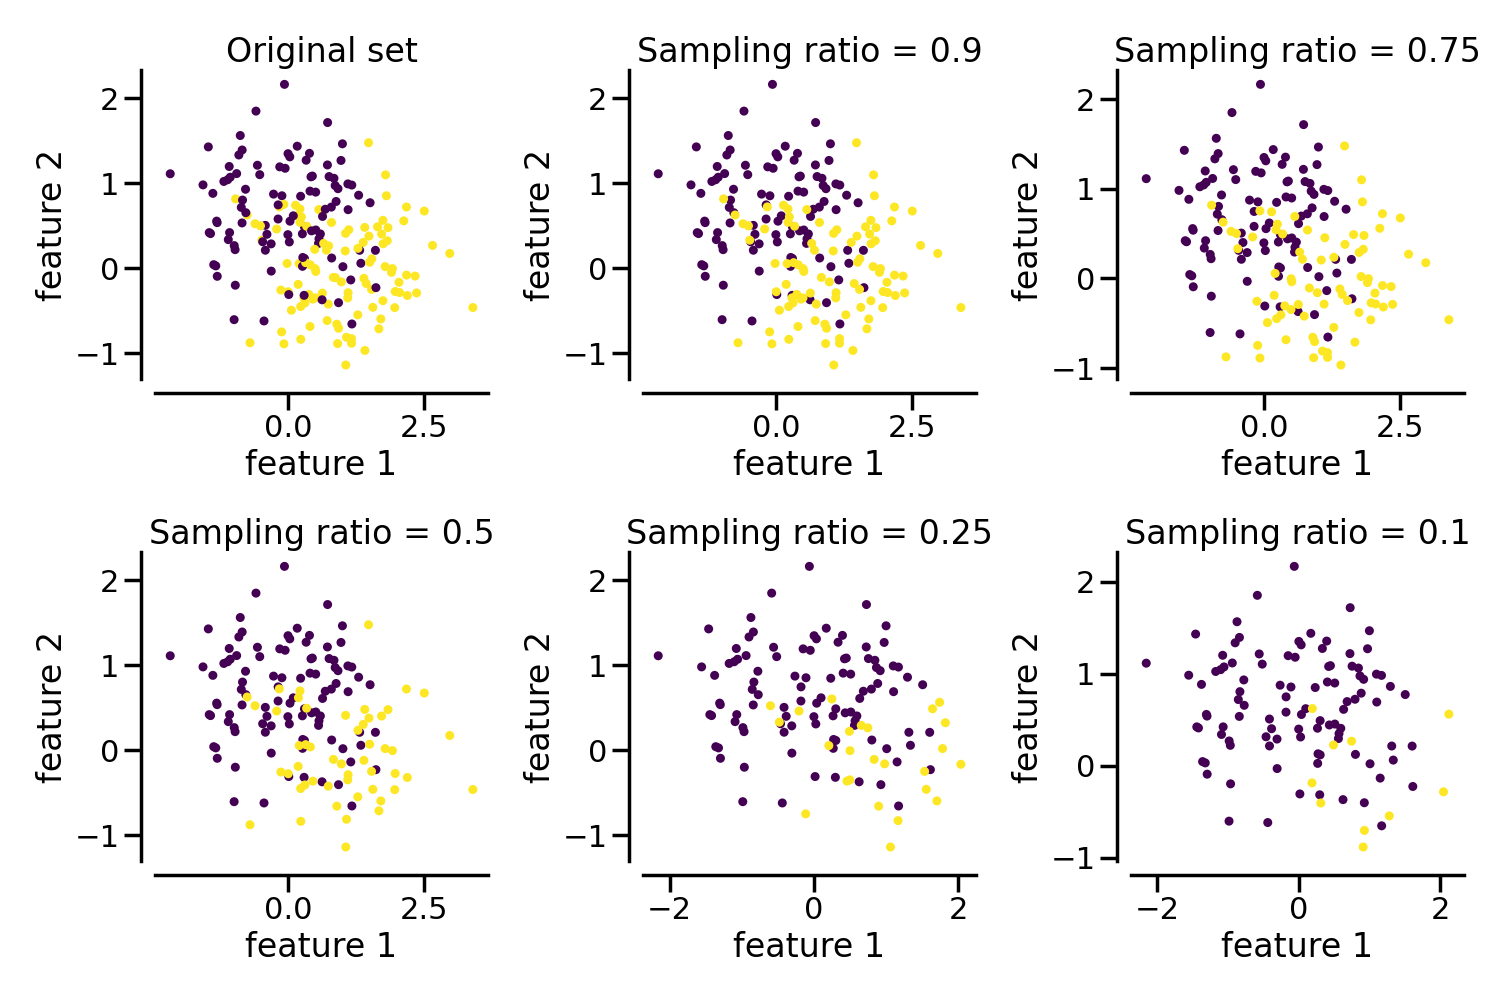 Original set
Sampling ratio = 0.9
Sampling ratio = 0.75
2
1
0
−1
feature 2
0.0
2.5
feature 1
2
1
0
−1
feature 2
0.0
2.5
feature 1
2
1
0
−1
feature 2
0.0
2.5
feature 1
Sampling ratio = 0.5
Sampling ratio = 0.25
Sampling ratio = 0.1
2
1
0
−1
feature 2
0.0
2.5
feature 1
2
1
0
−1
feature 2
−2
0
2
feature 1
2
1
0
−1
feature 2
−2
0
2
feature 1